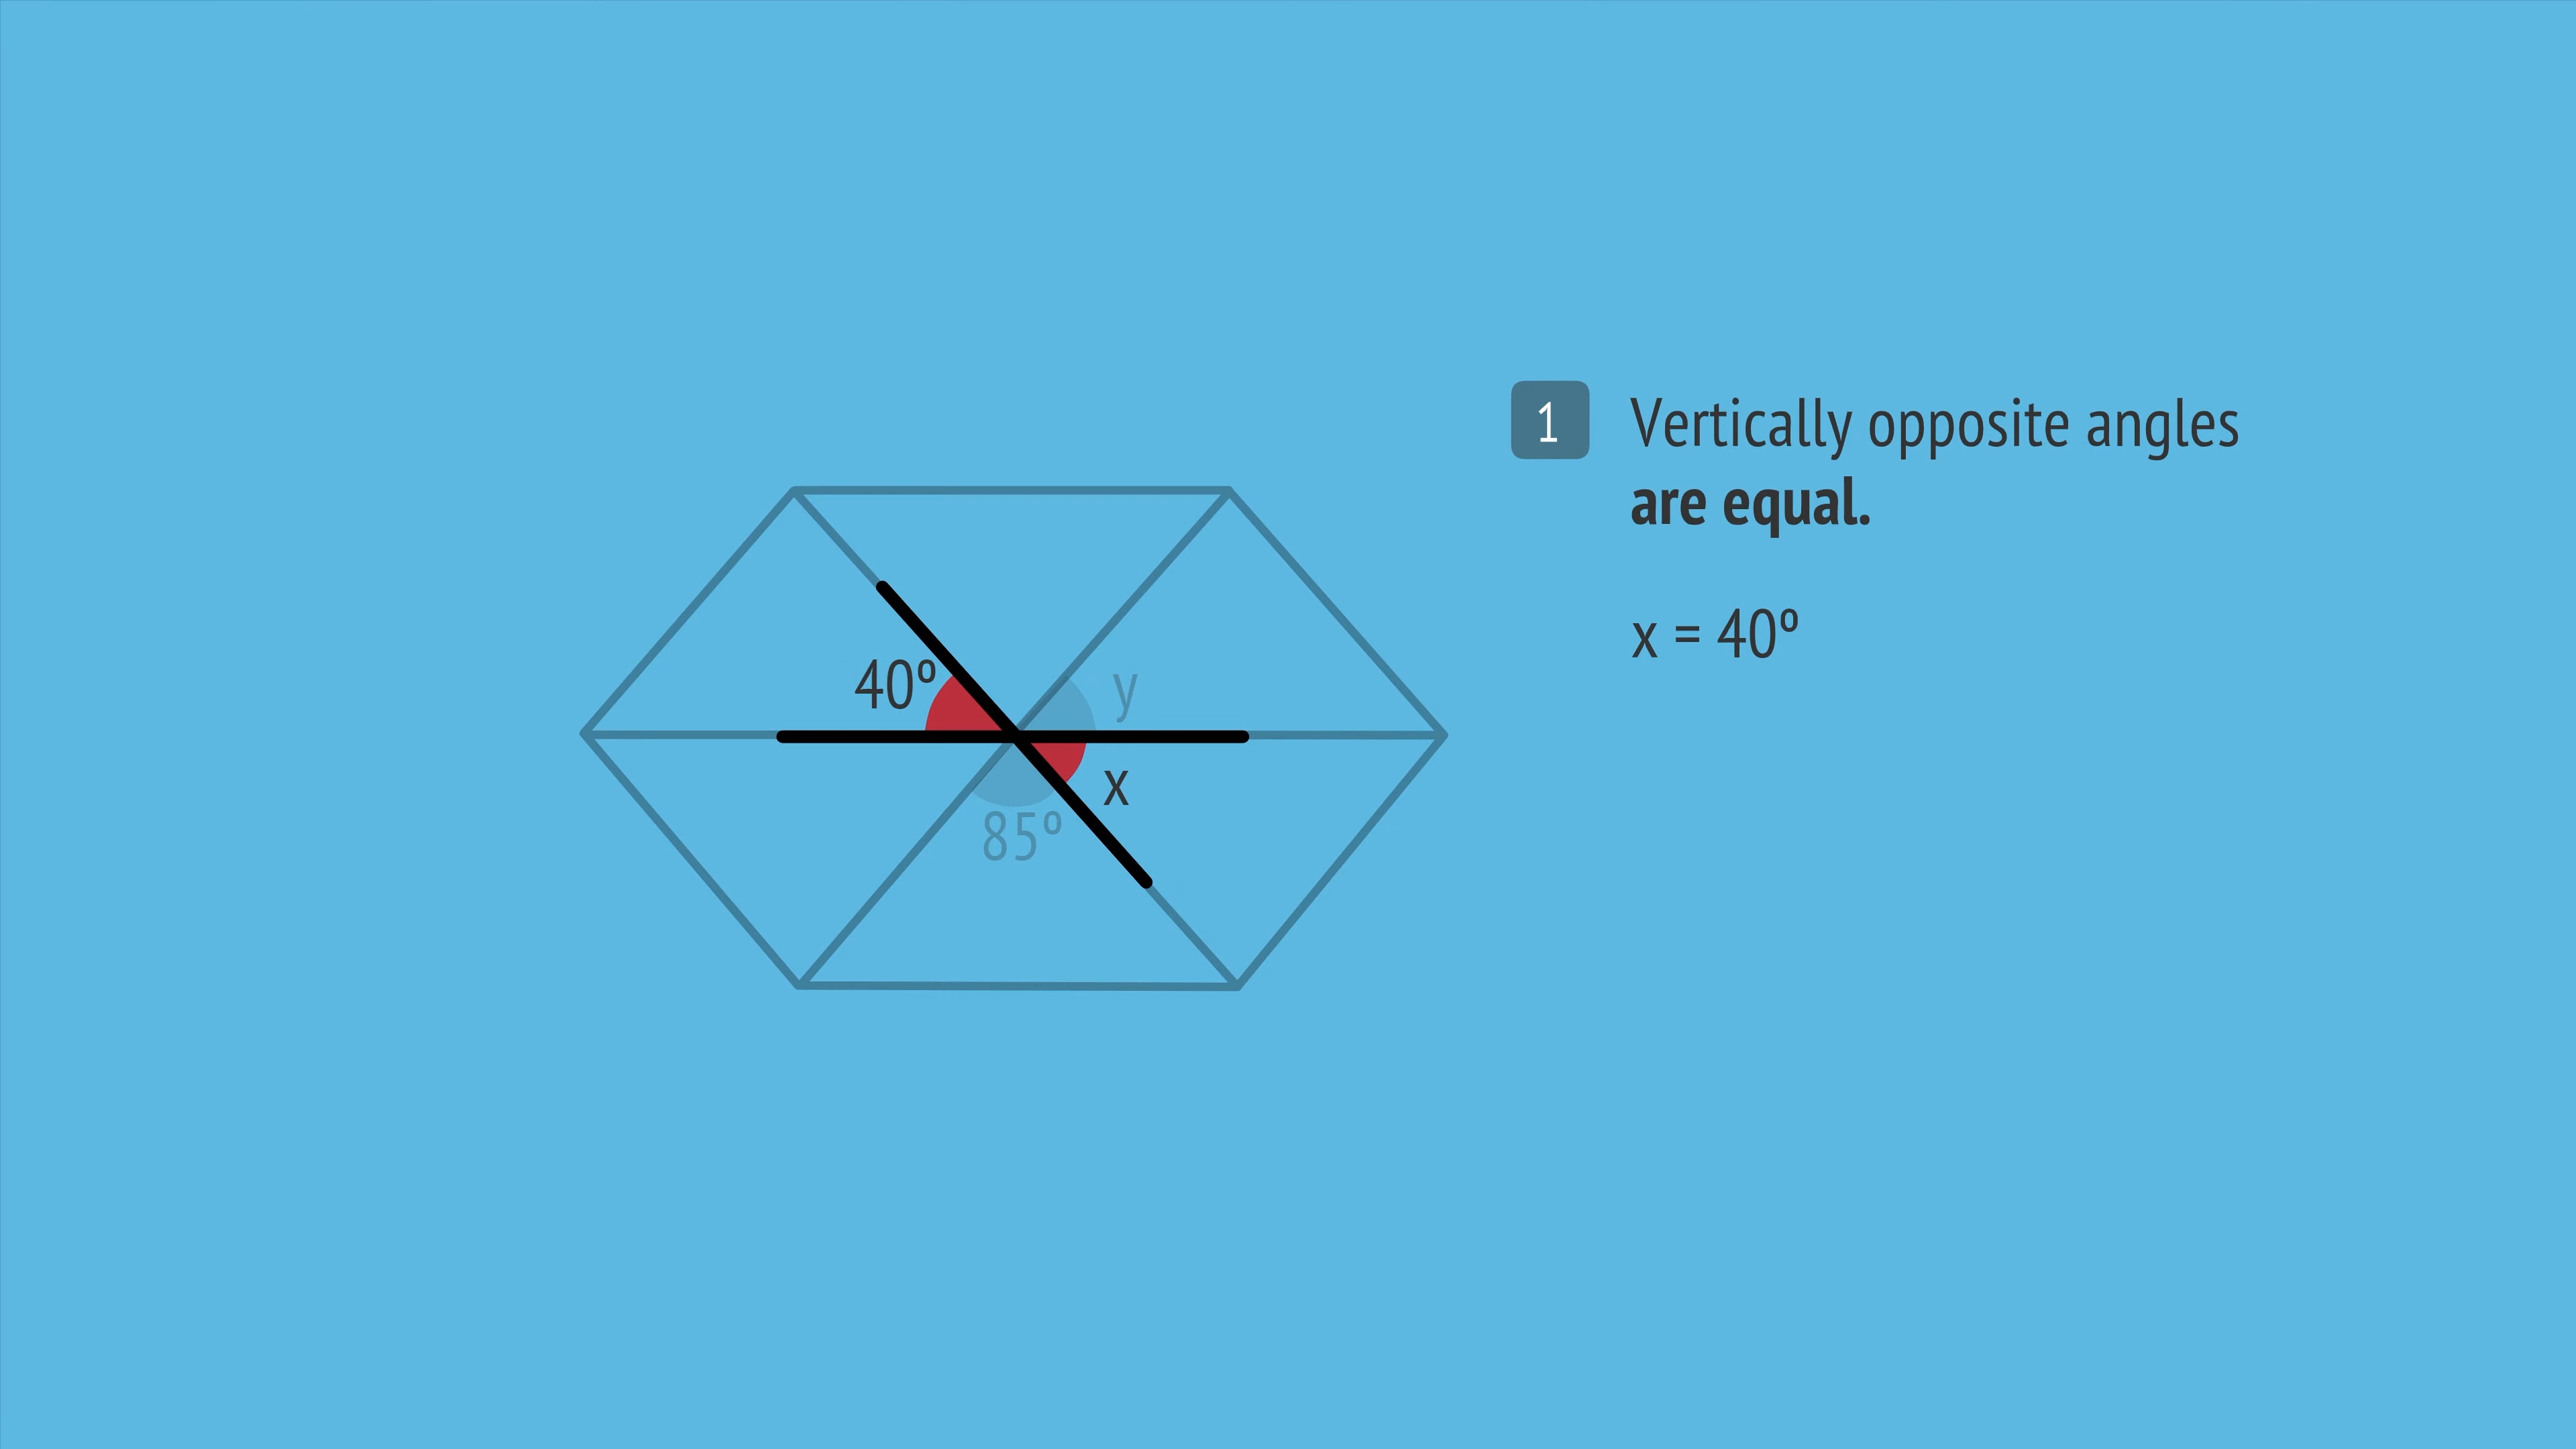 1 Vertically opposite angles
are equal.
x = 40º
40º
y
x
85º